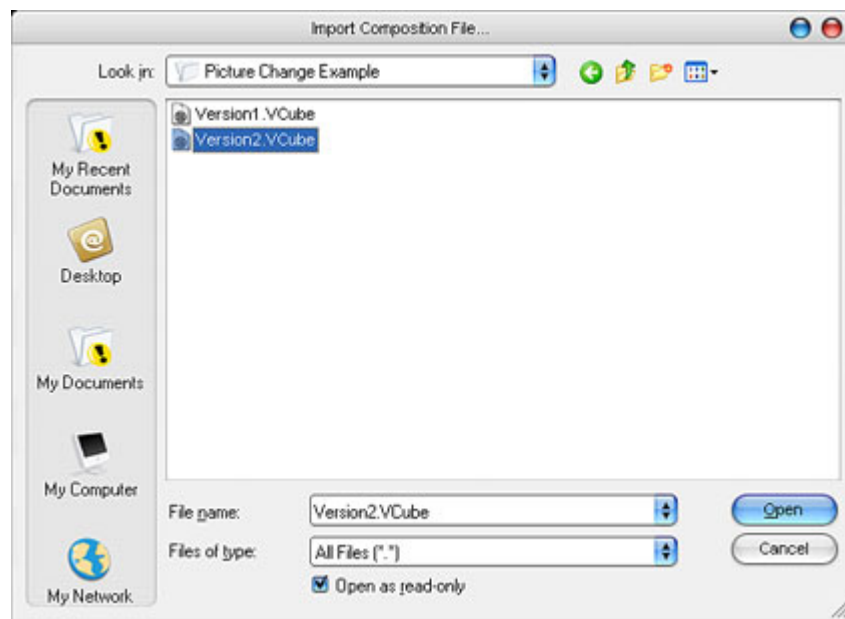 Import Composition File...
Look in:
Picture Change Example
Version1.VCube
Version2.VCube
My Recent
Documents
Desktop
My Documents
My Computer
My Network
File name:
Version2.VCube
Open
Files of type:
All Files (".")
Cancel
Open as read-only